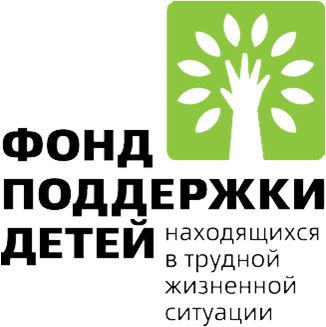 ФОНД
ПОДДЕРЖКИ
ДЕТЕЙ
находящихся
в трудной
жизненной
ситуации